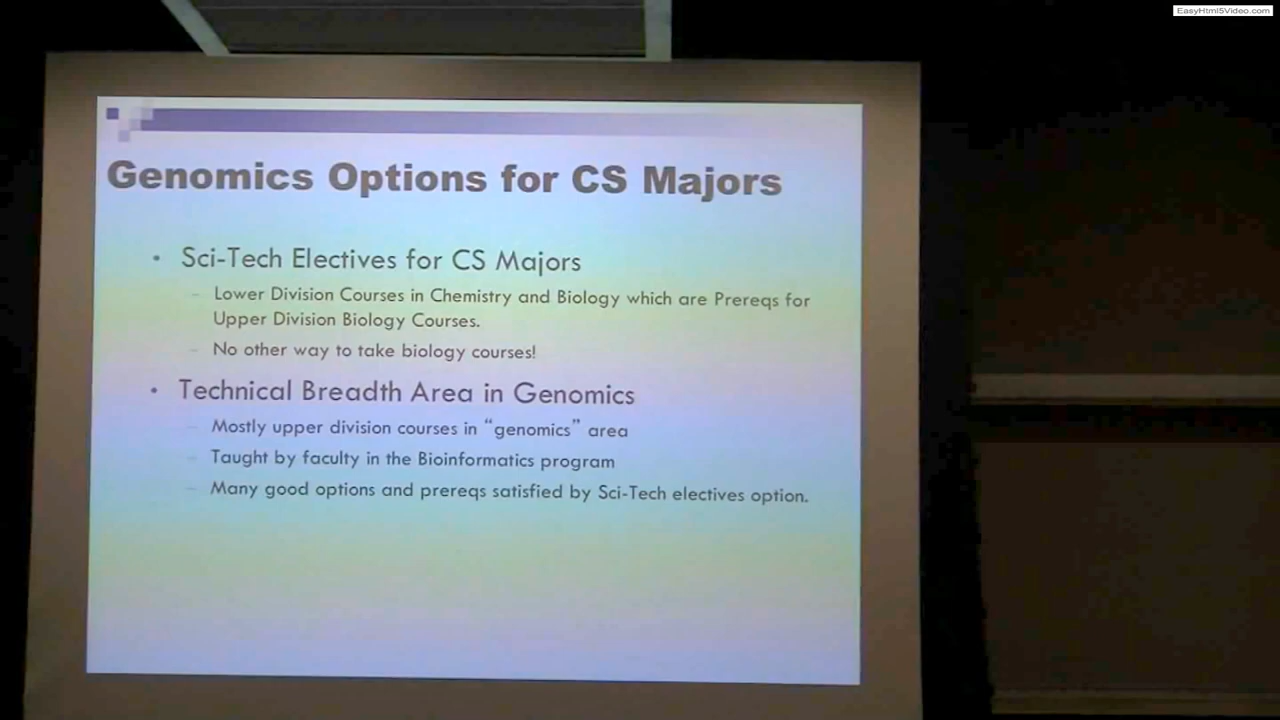 EasyHtml5Video.com
Genomics Options for CS Majors
• Sci-Tech Electives for CS Majors
– Lower Division Courses in Chemistry and Biology which are Prereqs for
Upper Division Biology Courses.
– No other way to take biology courses!
• Technical Breadth Area in Genomics
– Mostly upper division courses in “genomics” area
– Taught by faculty in the Bioinformatics program
– Many good options and prereqs satisfied by Sci-Tech electives option.